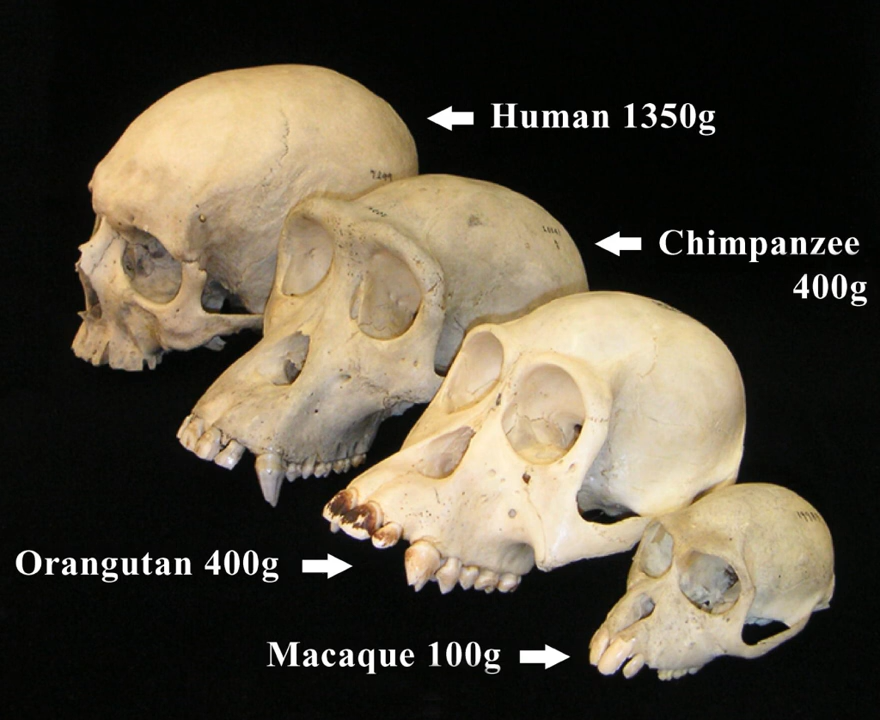 Human 1350g
Chimpanzee
400g
Orangutan 400g
Macaque 100g